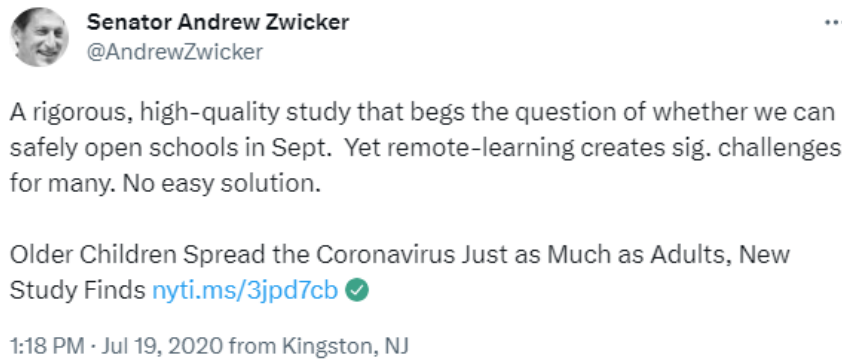 Senator Andrew Zwicker
@AndrewZwicker
A rigorous, high-quality study that begs the question of whether we can
safely open schools in Sept.  Yet remote-learning creates sig. challenges
for many. No easy solution.
Older Children Spread the Coronavirus Just as Much as Adults, New
Study Finds nyti.ms/3jpd7cb
1:18 PM · Jul 19, 2020 from Kingston, NJ